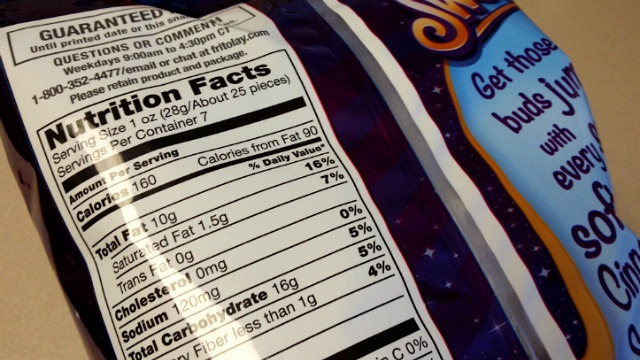 GUARANTEED
Until printed date or this
QUESTIONS OR
Weekdays 9:00am to 4:30pm CT
1-800-352-4477/email or chat at fritolay.com
Please retain product and package.
Nutrition Facts
Serving Size 1 oz (28g/About 25 pieces)
Servings Per Container 7
Amount Per Serving
Calories 160 Calories from Fat 90
% Daily Value*
Total Fat 10g 16%
Saturated Fat 1.5g 7%
Trans Fat 0g
Cholesterol 0mg 0%
Sodium 120mg 5%
Total Carbohydrate 16g 5%
Fiber less than 1g 4%
C 0%
Get those
buds
with
every